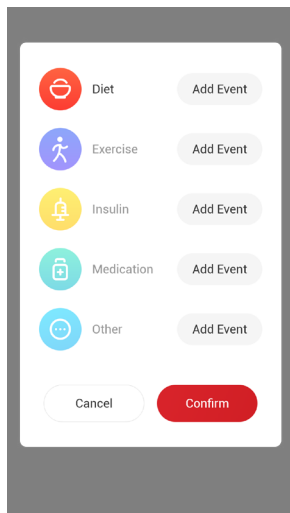 Diet Add Event
Exercise Add Event
Insulin Add Event
Medication Add Event
Other Add Event
Cancel Confirm